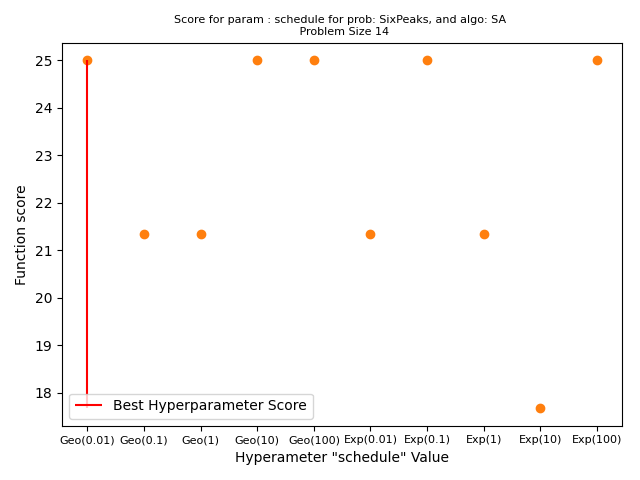 Score for param : schedule for prob: SixPeaks, and algo: SA
Problem Size 14
Function score
25
24
23
22
21
20
19
18
Best Hyperparameter Score
Geo(0.01) Geo(0.1) Geo(1) Geo(10) Geo(100) Exp(0.01) Exp(0.1) Exp(1) Exp(10) Exp(100)
Hyperameter "schedule" Value